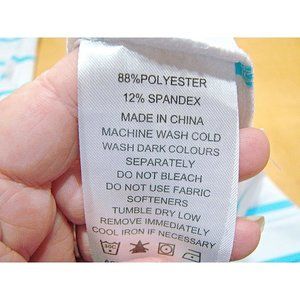 88%POLYESTER
12% SPANDEX
MADE IN CHINA
MACHINE WASH COLD
WASH DARK COLOURS
SEPARATELY
DO NOT BLEACH
DO NOT USE FABRIC
SOFTENERS
TUMBLE DRY LOW
REMOVE IMMEDIATELY
COOL IRON IF NECESSARY